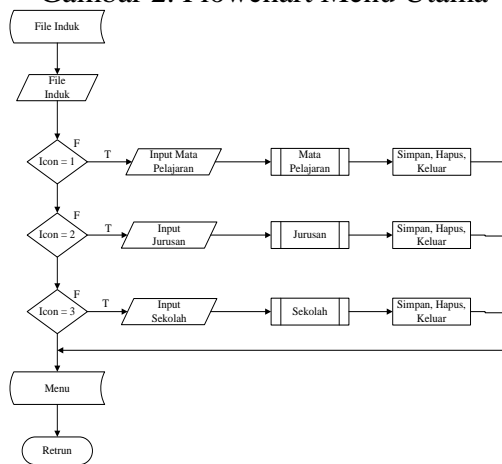 Gambar 2. Flowchart Menu Utama
File Induk
File
Induk
F
Icon = 1
T
Input Mata
Pelajaran
Mata
Pelajaran
Simpan, Hapus,
Keluar
F
Icon = 2
T
Input
Jurusan
Jurusan
Simpan, Hapus,
Keluar
F
Icon = 3
T
Input
Sekolah
Sekolah
Simpan, Hapus,
Keluar
Menu
Retrun